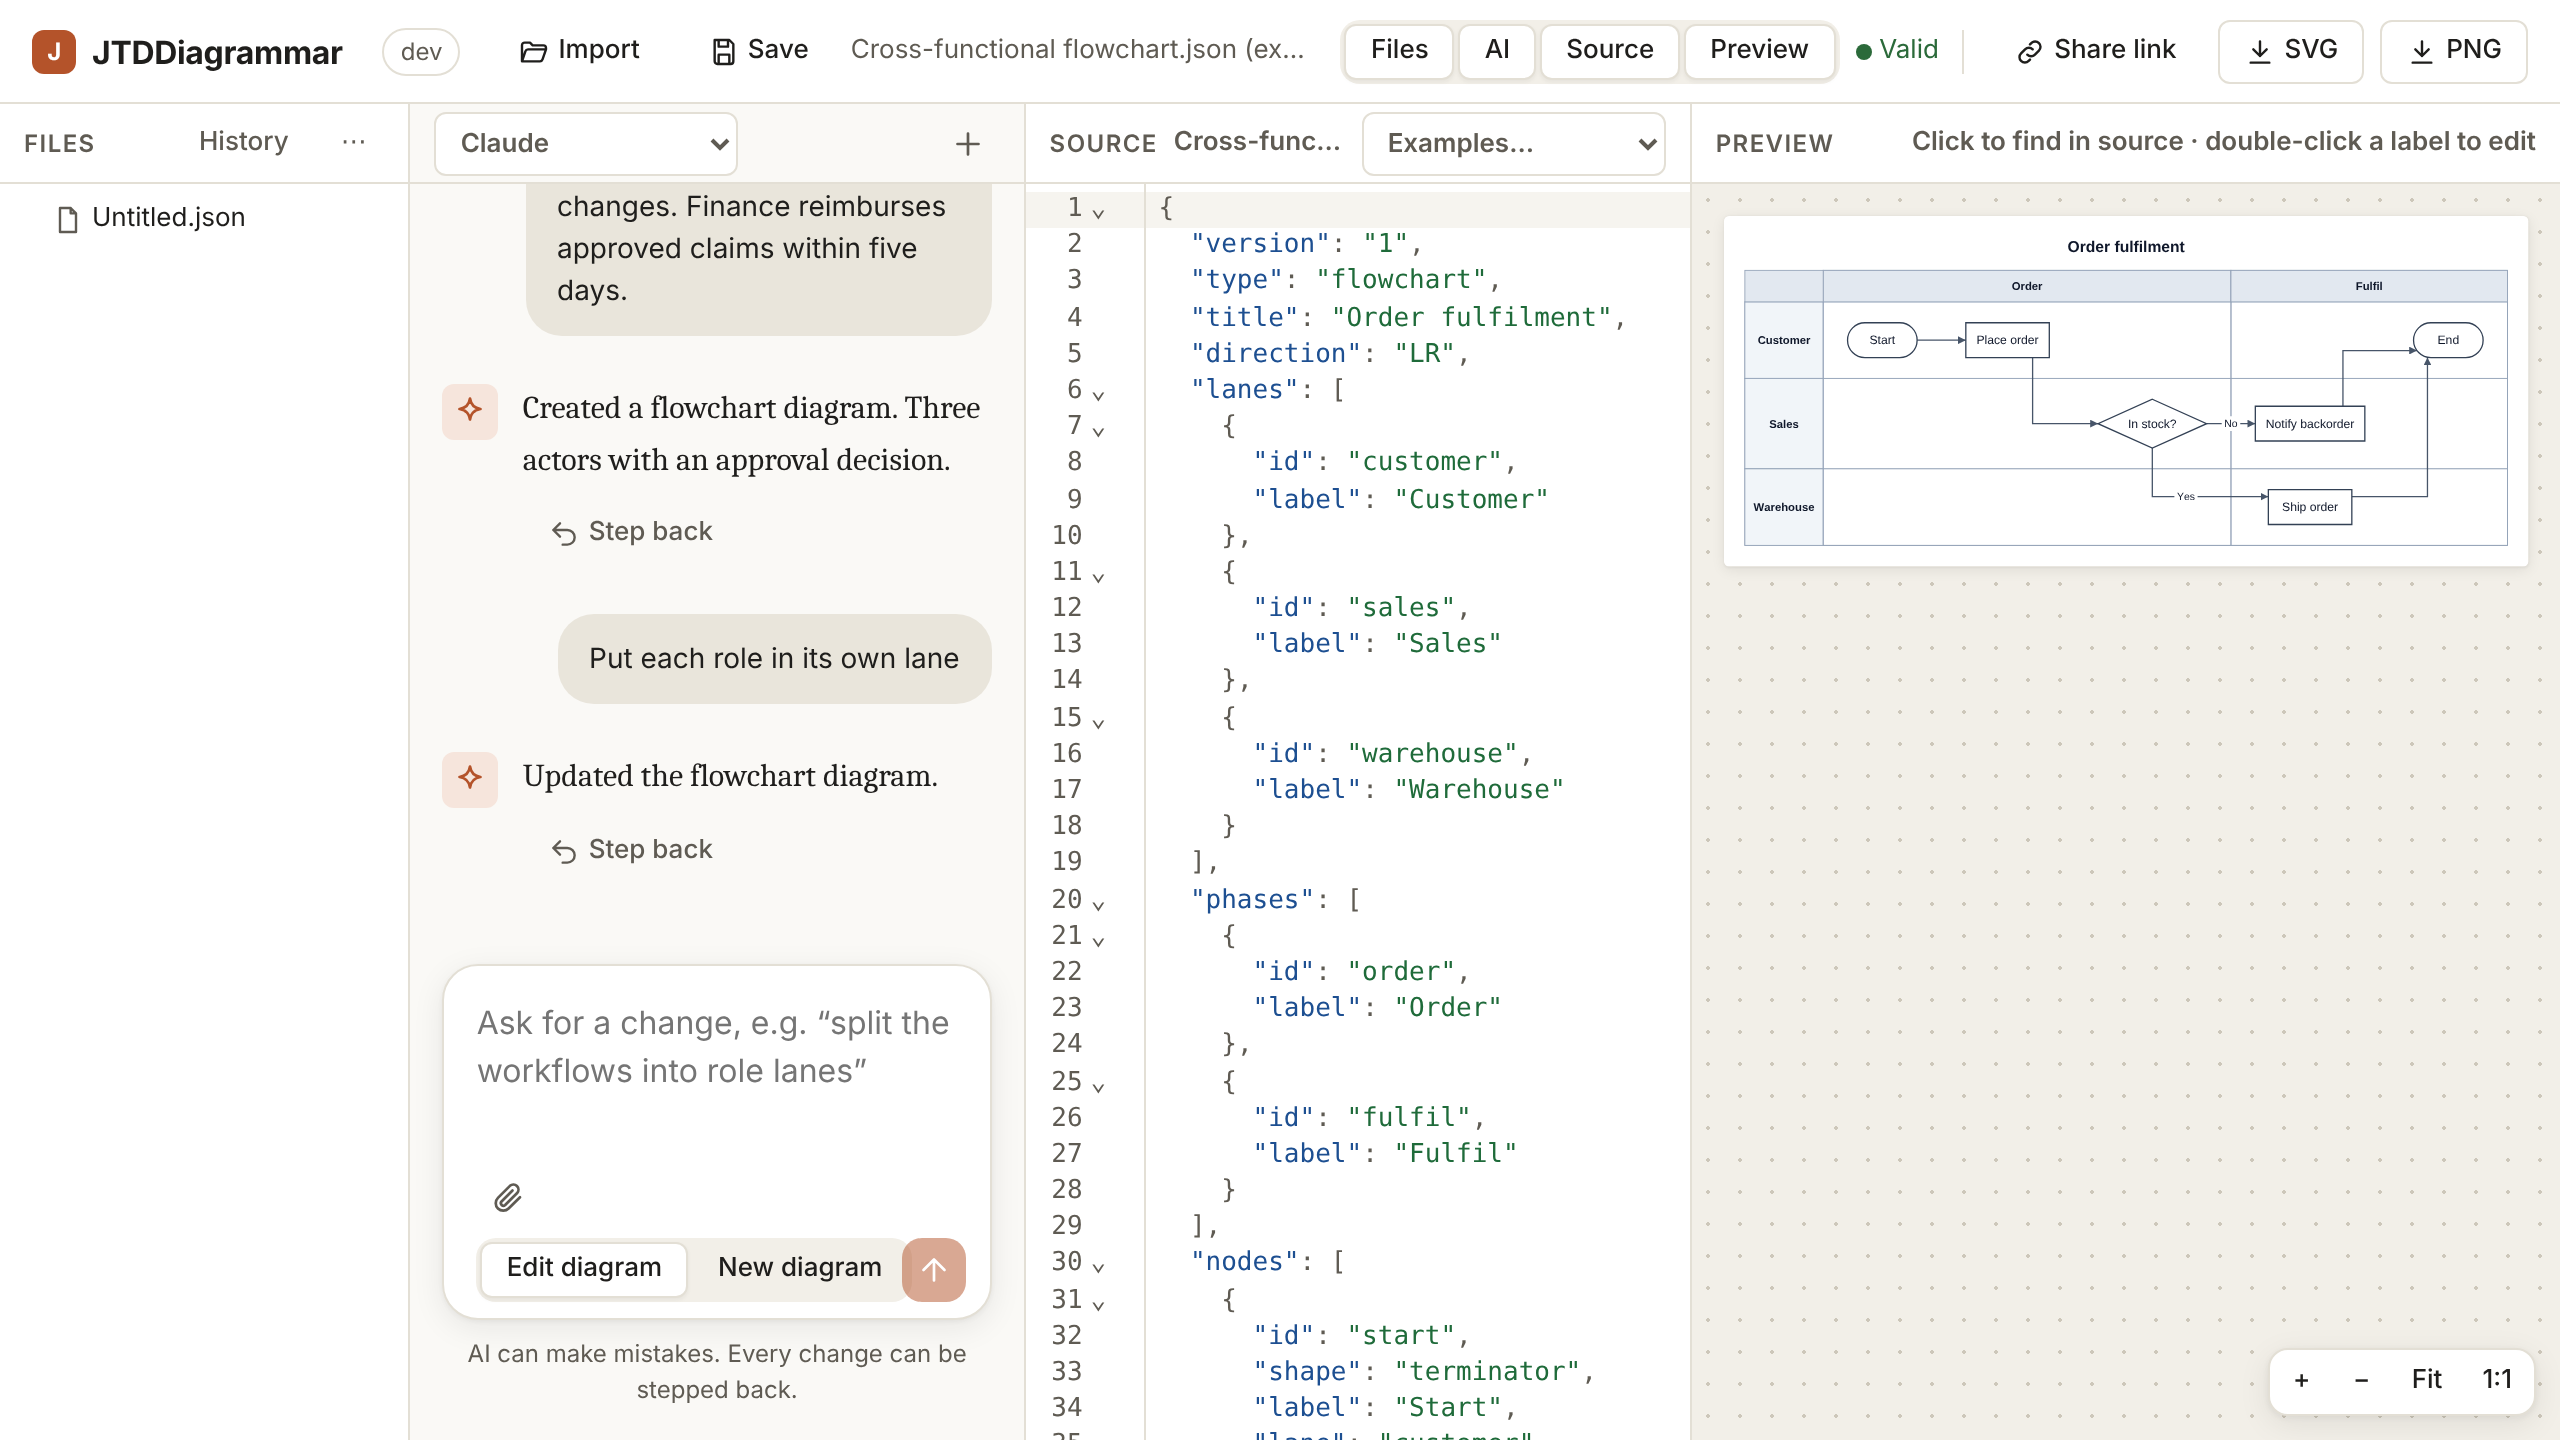 J JTDDiagrammar dev Import Save Cross-functional flowchart.json (ex... Files AI Source Preview Valid Share link SVG PNG
FILES History ...
Untitled.json
Claude
changes. Finance reimburses
approved claims within five
days.
Created a flowchart diagram. Three
actors with an approval decision.
Step back
Put each role in its own lane
Updated the flowchart diagram.
Step back
Ask for a change, e.g. “split the
workflows into role lanes”
Edit diagram New diagram
AI can make mistakes. Every change can be
stepped back.
SOURCE Cross-func... Examples...
1 {
2 "version": "1",
3 "type": "flowchart",
4 "title": "Order fulfilment",
5 "direction": "LR",
6 "lanes": [
7 {
8 "id": "customer",
9 "label": "Customer"
10 },
11 {
12 "id": "sales",
13 "label": "Sales"
14 },
15 {
16 "id": "warehouse",
17 "label": "Warehouse"
18 }
19 ],
20 "phases": [
21 {
22 "id": "order",
23 "label": "Order"
24 },
25 {
26 "id": "fulfil",
27 "label": "Fulfil"
28 }
29 ],
30 "nodes": [
31 {
32 "id": "start",
33 "shape": "terminator",
34 "label": "Start",
35 "lane": "customer"
PREVIEW Click to find in source · double-click a label to edit
Order fulfilment
Order Fulfil
Customer Start Place order End
Sales In stock? No Notify backorder
Yes
Warehouse Ship order
+ − Fit 1:1